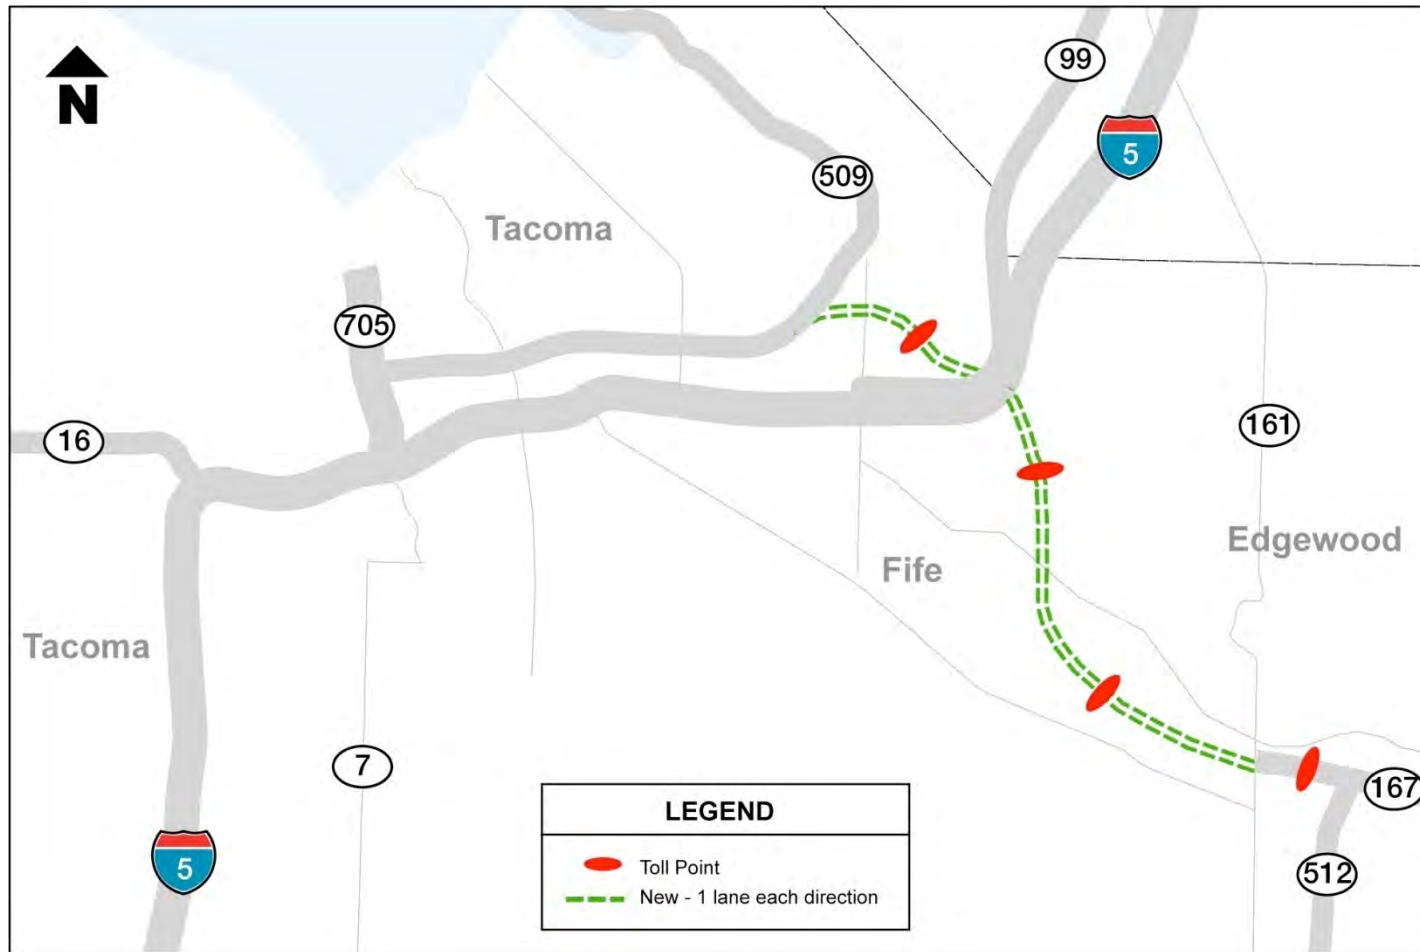 N
99
5
509
Tacoma
705
16
161
Edgewood
Fife
Tacoma
7
167
5
512
LEGEND
Toll Point
New - 1 lane each direction